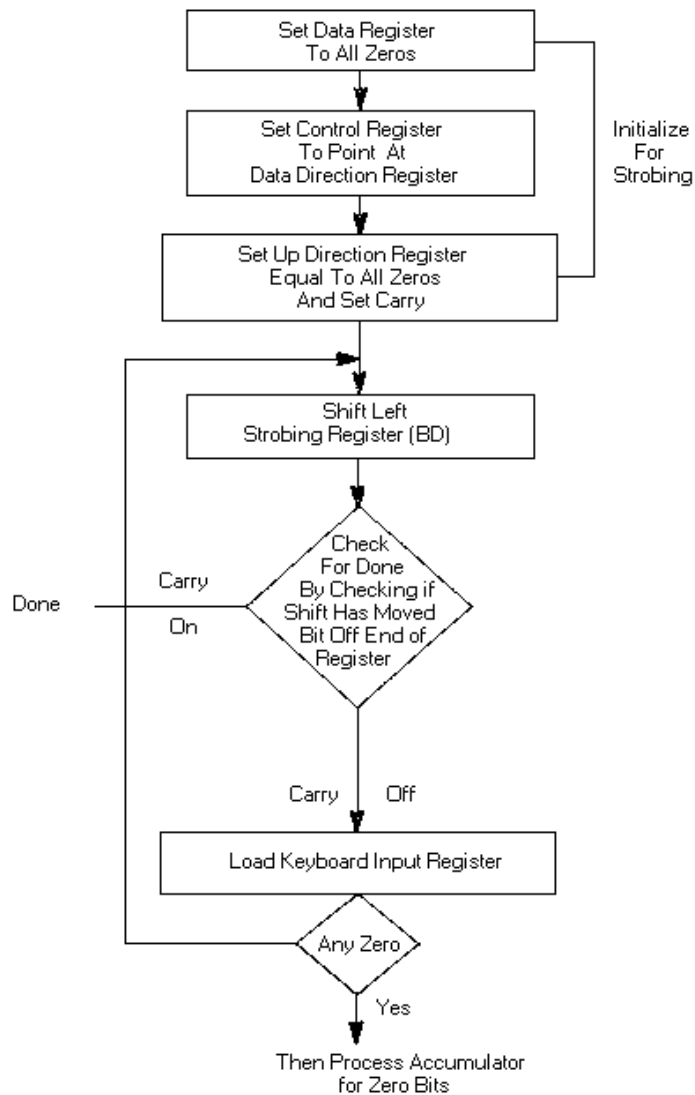 Set Data Register
To All Zeros
Set Control Register
To Point At
Data Direction Register
Initialize
For
Strobing
Set Up Direction Register
Equal To All Zeros
And Set Carry
Shift Left
Strobing Register (BD)
Check
For Done
By Checking if
Shift Has Moved
Bit Off End of
Register
Carry
On
Done
Carry
Off
Load Keyboard Input Register
Any Zero
Yes
Then Process Accumulator
for Zero Bits